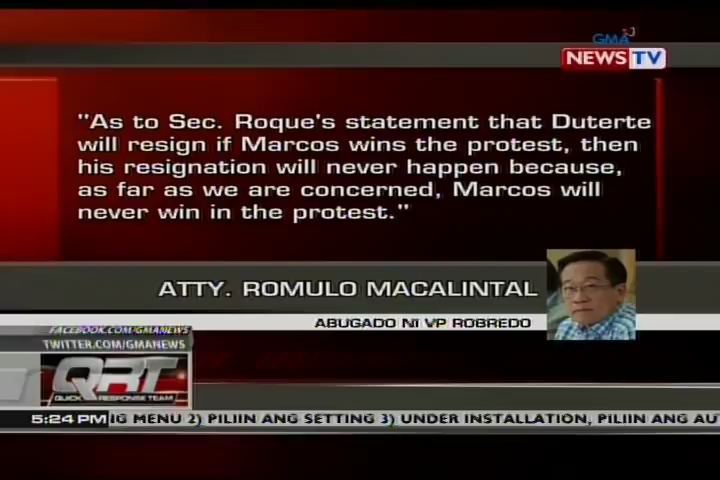 GMA
NEWS TV
"As to Sec. Roque's statement that Duterte
will resign if Marcos wins the protest, then
his resignation will never happen because,
as far as we are concerned, Marcos will
never win in the protest."
ATTY. ROMULO MACALINTAL
ABUGADO NI VP ROBREDO
FACEBOOK.COM/GMANEWS
TWITTER.COM/GMANEWS
QRT
QUICK RESPONSE TEAM
5:24 PM IG MENU 2) PILIIN ANG SETTING 3) UNDER INSTALLATION, PILIIN ANG AU